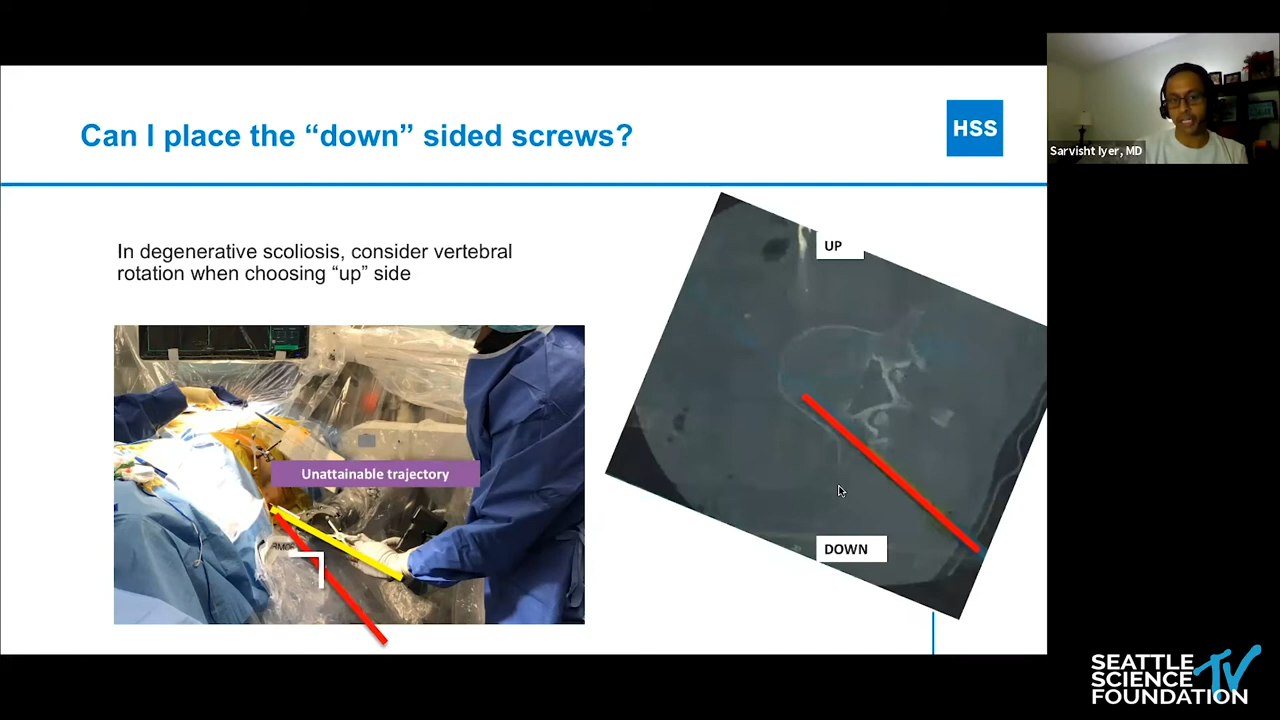 Can I place the “down” sided screws?
HSS
Sarvisht Iyer, MD
In degenerative scoliosis, consider vertebral
rotation when choosing “up” side
UP
Unattainable trajectory
DOWN
SEATTLE
SCIENCE TV
FOUNDATION